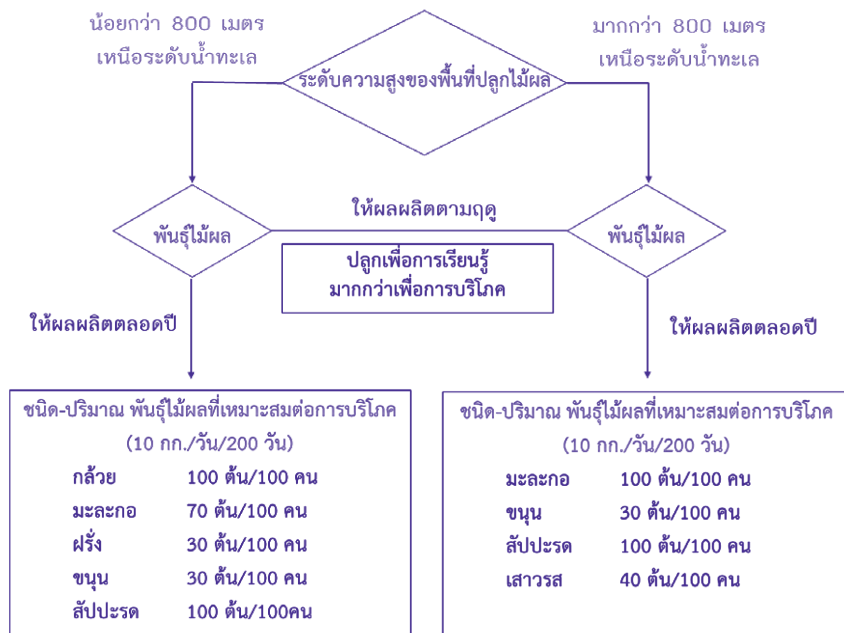 น้อยกว่า 800 เมตร
เหนือระดับน้ำทะเล
มากกว่า 800 เมตร
เหนือระดับน้ำทะเล
ระดับความสูงของพื้นที่ปลูกไม้ผล
พันธุ์ไม้ผล
ให้ผลผลิตตามฤดู
พันธุ์ไม้ผล
ปลูกเพื่อการเรียนรู้
มากกว่าเพื่อการบริโภค
ให้ผลผลิตตลอดปี
ให้ผลผลิตตลอดปี
ชนิด-ปริมาณ พันธุ์ไม้ผลที่เหมาะสมต่อการบริโภค
(10 กก./วัน/200 วัน)
กล้วย 100 ต้น/100 คน
มะละกอ 70 ต้น/100 คน
ฝรั่ง 30 ต้น/100 คน
ขนุน 30 ต้น/100 คน
สัปปะรด 100 ต้น/100คน
ชนิด-ปริมาณ พันธุ์ไม้ผลที่เหมาะสมต่อการบริโภค
(10 กก./วัน/200 วัน)
มะละกอ 100 ต้น/100 คน
ขนุน 30 ต้น/100 คน
สัปปะรด 100 ต้น/100 คน
เสาวรส 40 ต้น/100 คน